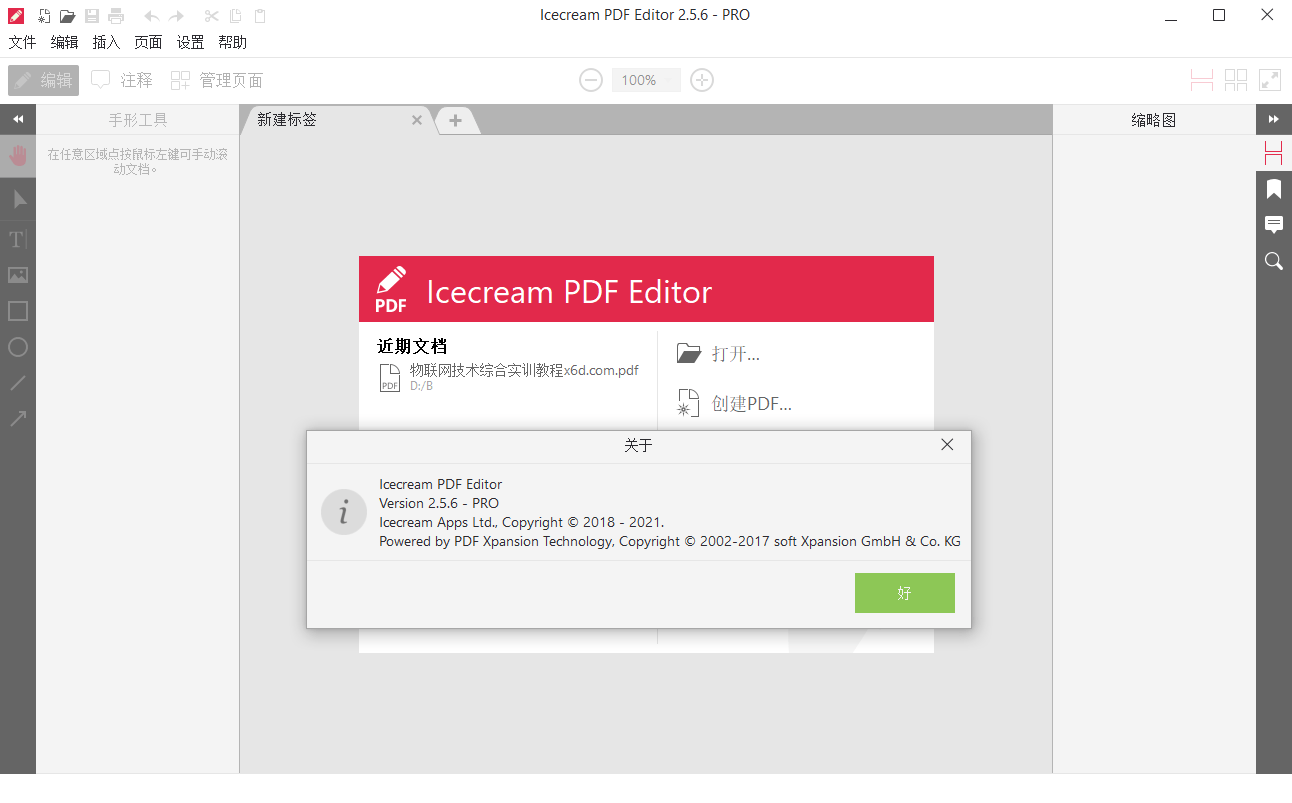 Icecream PDF Editor 2.5.6 - PRO
文件 编辑 插入 页面 设置 帮助
编辑 注释 管理页面 100%
手形工具
新建标签
缩略图
在任意区域点按鼠标左键可手动滚
动文档。
PDF
Icecream PDF Editor
近期文档
PDF
物联网技术综合实训教程x6d.com.pdf
D:/B
打开...
创建PDF...
关于
Icecream PDF Editor
Version 2.5.6 - PRO
Icecream Apps Ltd., Copyright © 2018 - 2021.
Powered by PDF Xpansion Technology, Copyright © 2002-2017 soft Xpansion GmbH & Co. KG
好